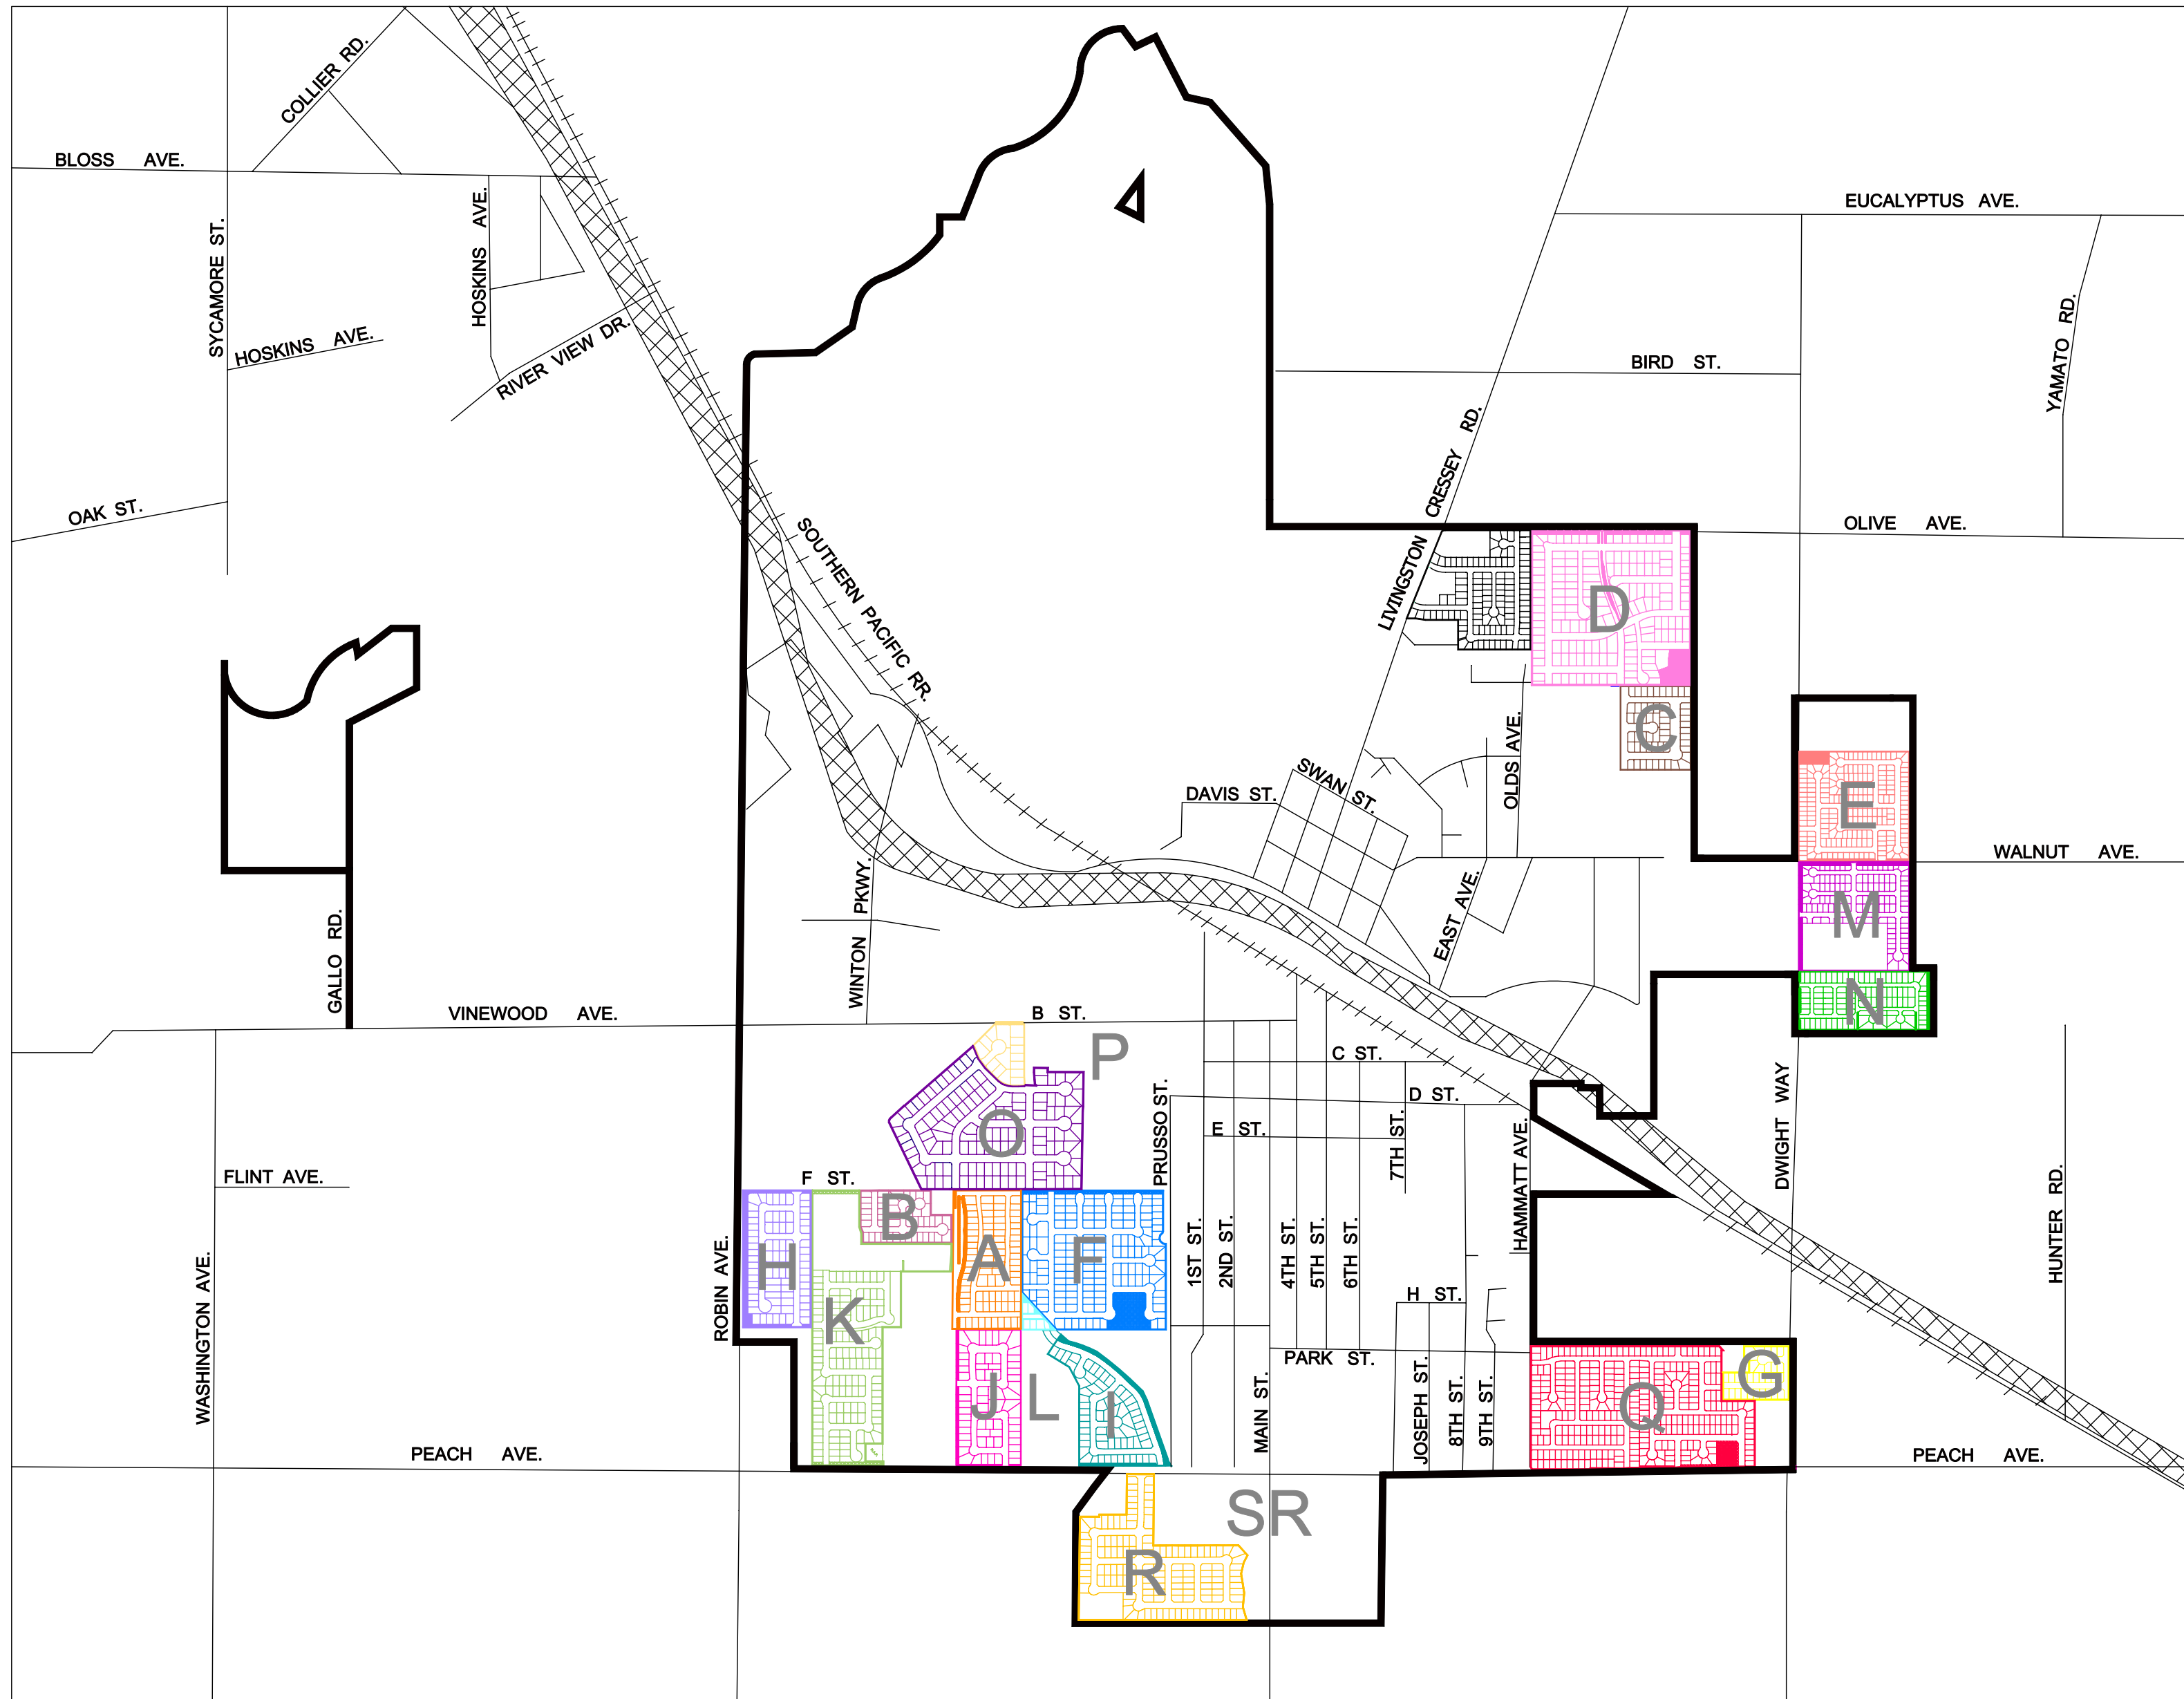 COLLIER RD.
BLOSS AVE.
SYCAMORE ST.
HOSKINS AVE.
HOSKINS AVE.
RIVER VIEW DR.
OAK ST.
EUCALYPTUS AVE.
BIRD ST.
YAMATO RD.
LIVINGSTON CRESSEY RD.
OLIVE AVE.
SOUTHERN PACIFIC RR.
D
C
OLDS AVE.
SWAN ST.
DAVIS ST.
E
WALNUT AVE.
M
EAST AVE.
WINTON PKWY.
GALLO RD.
VINEWOOD AVE.
B ST.
N
P
C ST.
D ST.
O
E ST.
PRUSSO ST.
7TH ST.
HAMMATT AVE.
DWIGHT WAY
HUNTER RD.
FLINT AVE.
F ST.
B
H
A
F
K
ROBIN AVE.
WASHINGTON AVE.
1ST ST.
2ND ST.
4TH ST.
5TH ST.
6TH ST.
H ST.
PARK ST.
J
L
I
MAIN ST.
JOSEPH ST.
8TH ST.
9TH ST.
Q
G
PEACH AVE.
PEACH AVE.
SR
R